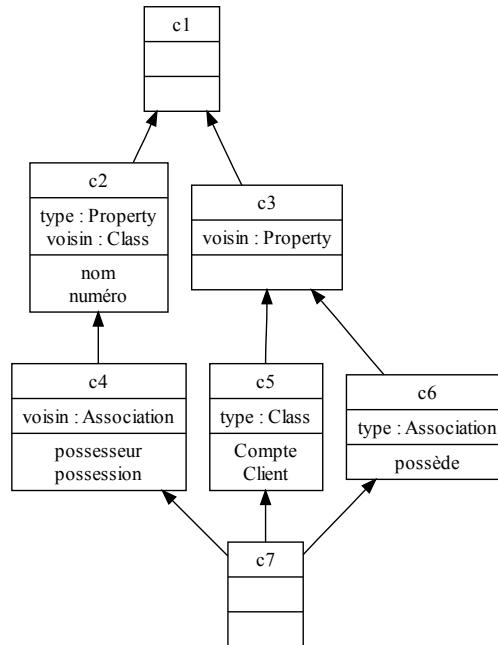 c1
c2
type : Property
voisin : Class
nom
numéro
c3
voisin : Property
c4
voisin : Association
possesseur
possession
c5
type : Class
Compte
Client
c6
type : Association
possède
c7